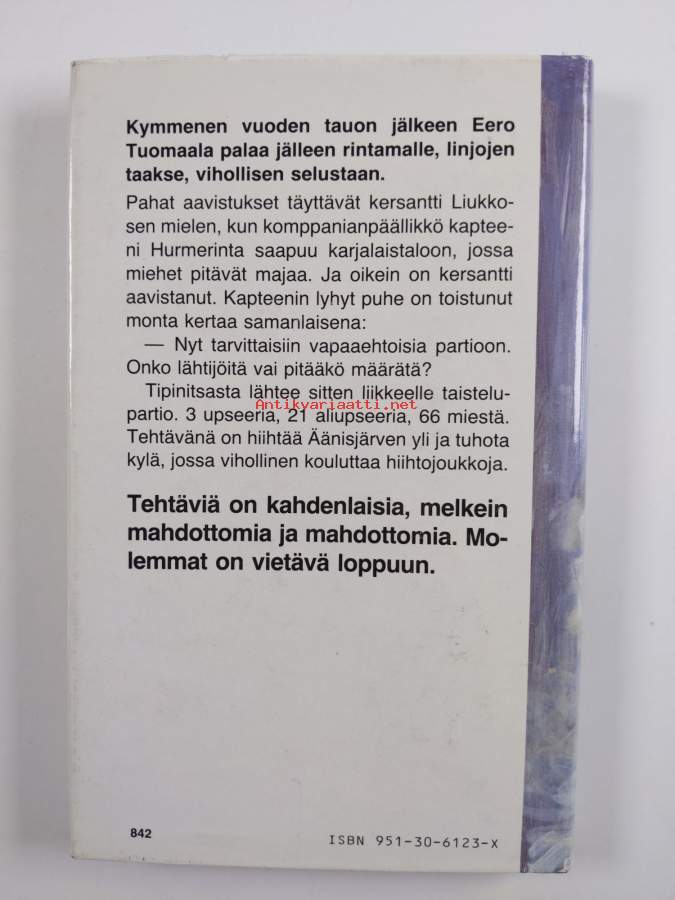 Kymmenen vuoden tauon jälkeen Eero
Tuomaala palaa jälleen rintamalle, linjojen
taakse, vihollisen selustaan.
Pahat aavistukset täyttävät kersantti Liukko-
sen mielen, kun komppanianpäällikkö kaptee-
ni Hurmerinta saapuu karjalaistaloon, jossa
miehet pitävät majaa. Ja oikein on kersantti
aavistanut. Kapteenin lyhyt puhe on toistunut
monta kertaa samanlaisena:
— Nyt tarvittaisiin vapaaehtoisia partioon.
Onko lähtijöitä vai pitääkö määrätä?
Tipinitsasta lähtee sitten liikkeelle taistelu-
partio. 3 upseeria, 21 aliupseeria, 66 miestä.
Antikvariaatti.net
Tehtävänä on hiihtää Äänisjärven yli ja tuhota
kylä, jossa vihollinen kouluttaa hiihtojoukkoja.
Tehtäviä on kahdenlaisia, melkein
mahdottomia ja mahdottomia. Mo-
lemmat on vietävä loppuun.
842
ISBN 951-30-6123-X